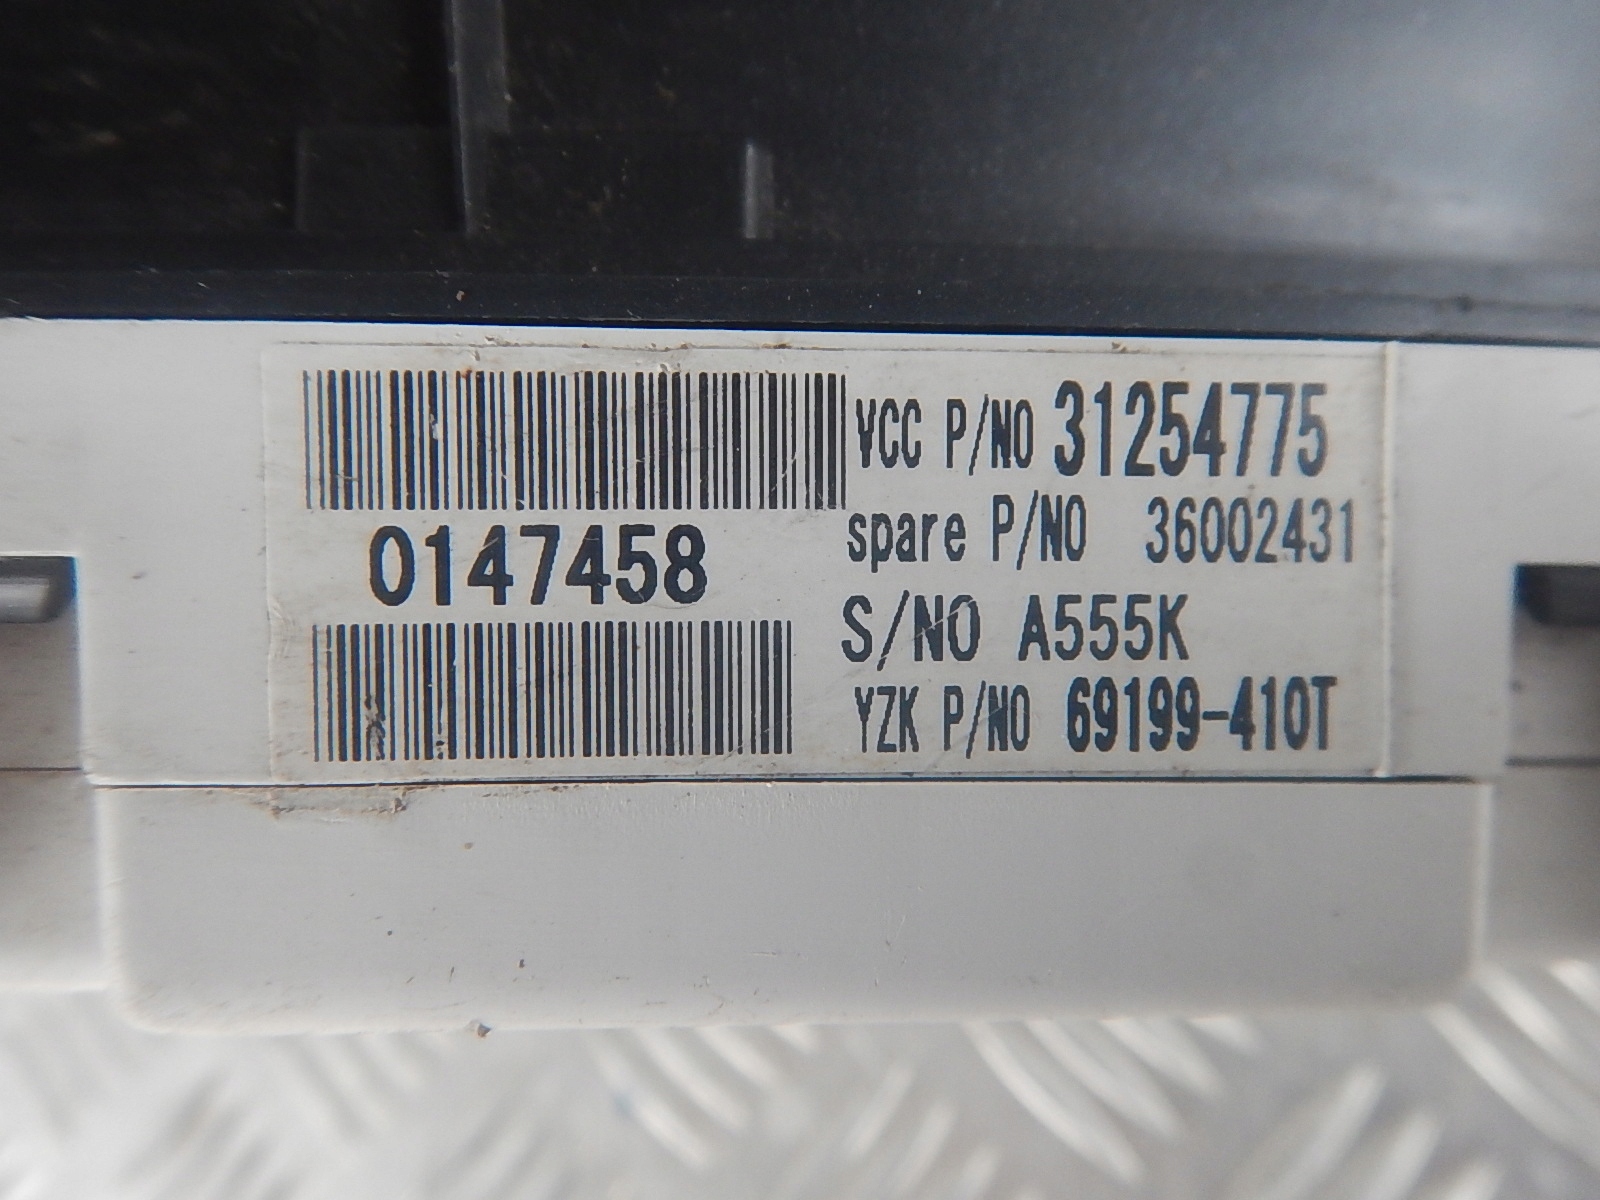 0147458
VCC P/NO 31254775
spare P/NO 36002431
S/NO A555K
YZK P/NO 69199-410T